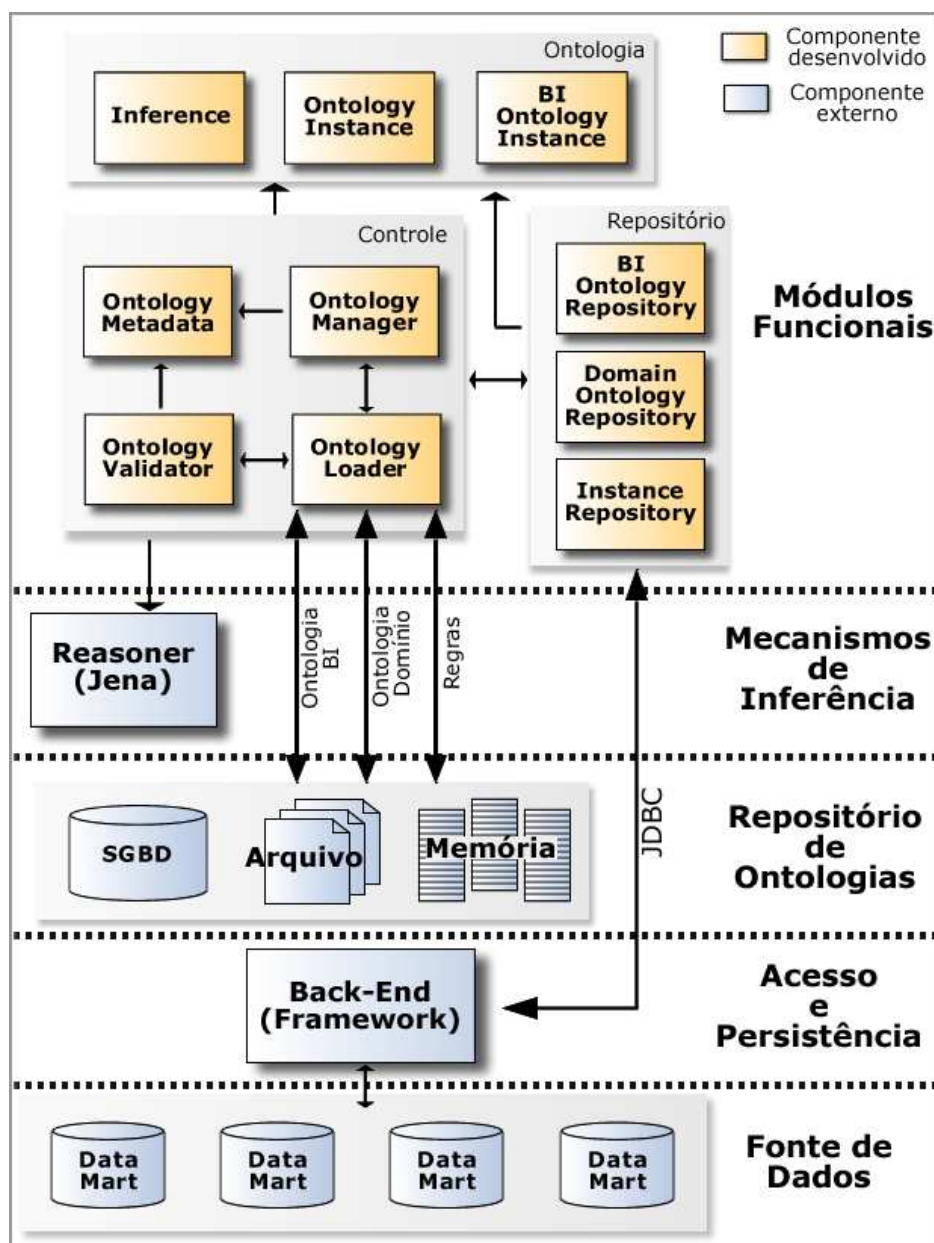 Ontologia
Componente
desenvolvido
Componente
externo
Inference
Ontology
Instance
BI
Ontology
Instance
Controle
Repositório
Ontology
Metadata
Ontology
Manager
Ontology
Validator
Ontology
Loader
BI
Ontology
Repository
Domain
Ontology
Repository
Instance
Repository
Módulos
Funcionais
Reasoner
(Jena)
Ontologia
BI
Ontologia
Domínio
Regras
Mecanismos
de
Inferência
SGBD
Arquivo
Memória
JDBC
Repositório
de
Ontologias
Back-End
(Framework)
Acesso
e
Persistência
Data
Mart
Data
Mart
Data
Mart
Data
Mart
Fonte de
Dados